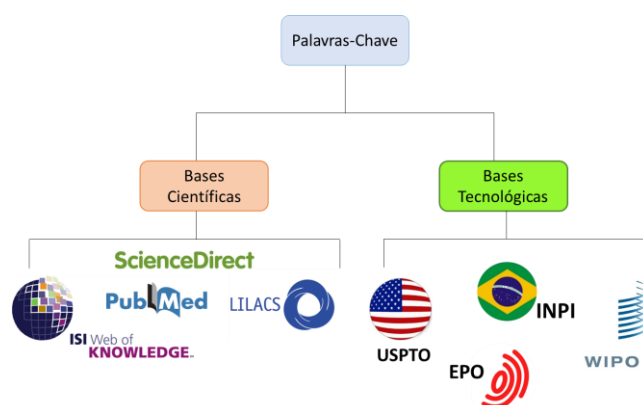 Palavras-Chave
Bases
Científicas
Bases
Tecnológicas
ScienceDirect
PubMed
LILACS
ISI Web of
KNOWLEDGE
USPTO
INPI
EPO
WIPO